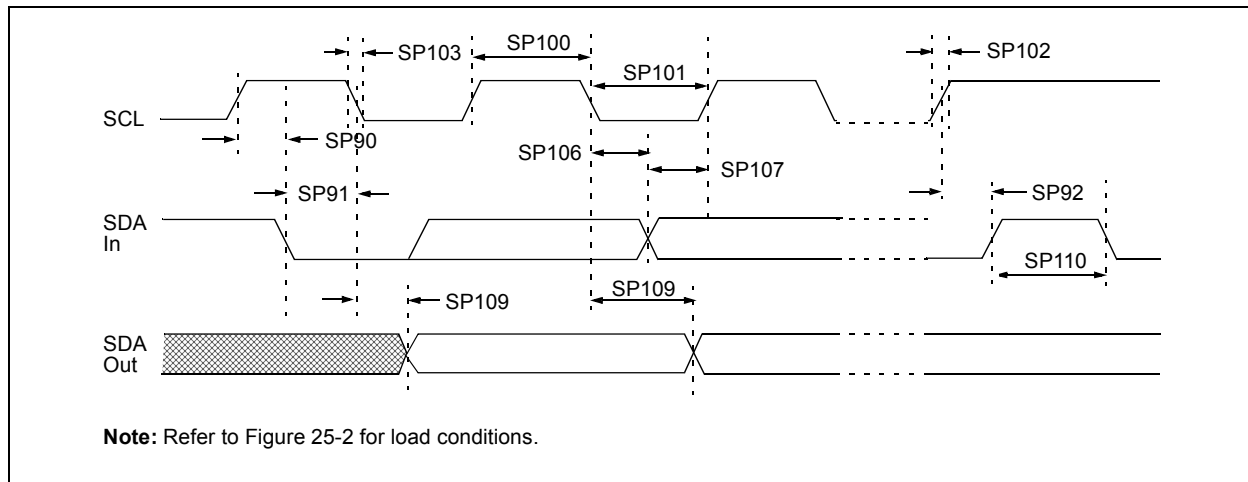 SP103
SP100
SP101
SP102
SCL
SP90
SP106
SP107
SP91
SP92
SDA
In
SP110
SP109
SP109
SDA
Out
Note: Refer to Figure 25-2 for load conditions.